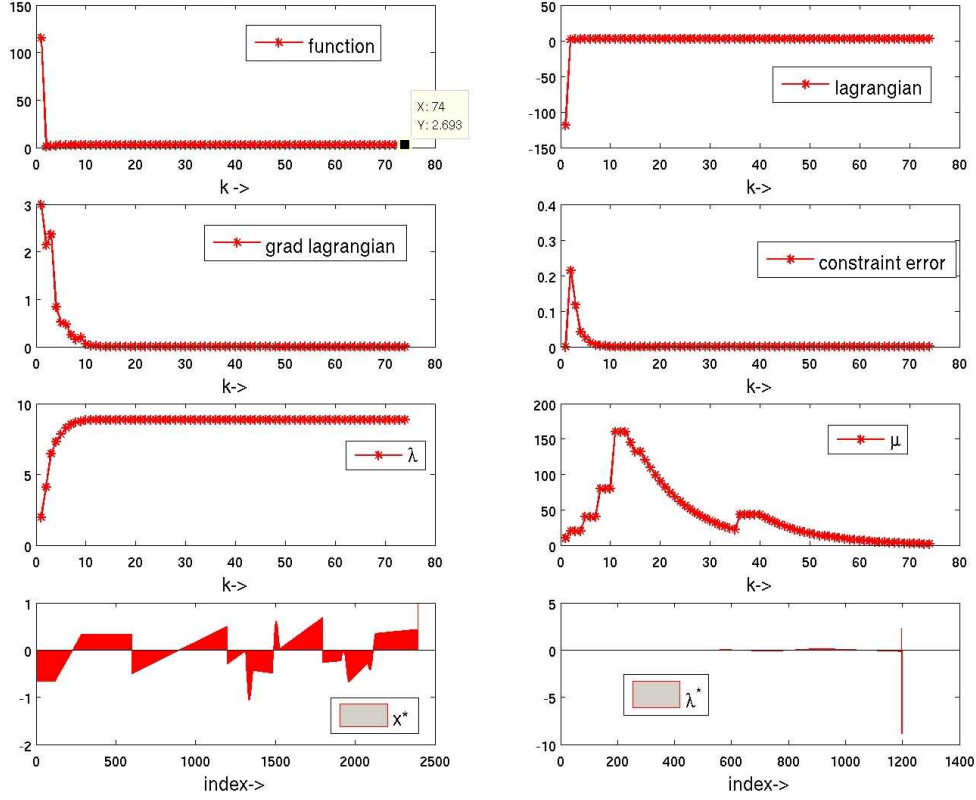 150
100
50
0
function
X: 74
Y: 2.693
0 10 20 30 40 50 60 70 80
k ->
50
0
-50
-100
-150
lagrangian
0 10 20 30 40 50 60 70 80
k->
3
2
1
0
grad lagrangian
0 10 20 30 40 50 60 70 80
k->
0.4
0.3
0.2
0.1
0
constraint error
0 10 20 30 40 50 60 70 80
k->
10
5
0
λ
0 10 20 30 40 50 60 70 80
k->
200
150
100
50
0
μ
0 10 20 30 40 50 60 70 80
k->
1
0
-1
-2
x*
0 500 1000 1500 2000 2500
index->
5
0
-5
-10
λ*
0 200 400 600 800 1000 1200 1400
index->